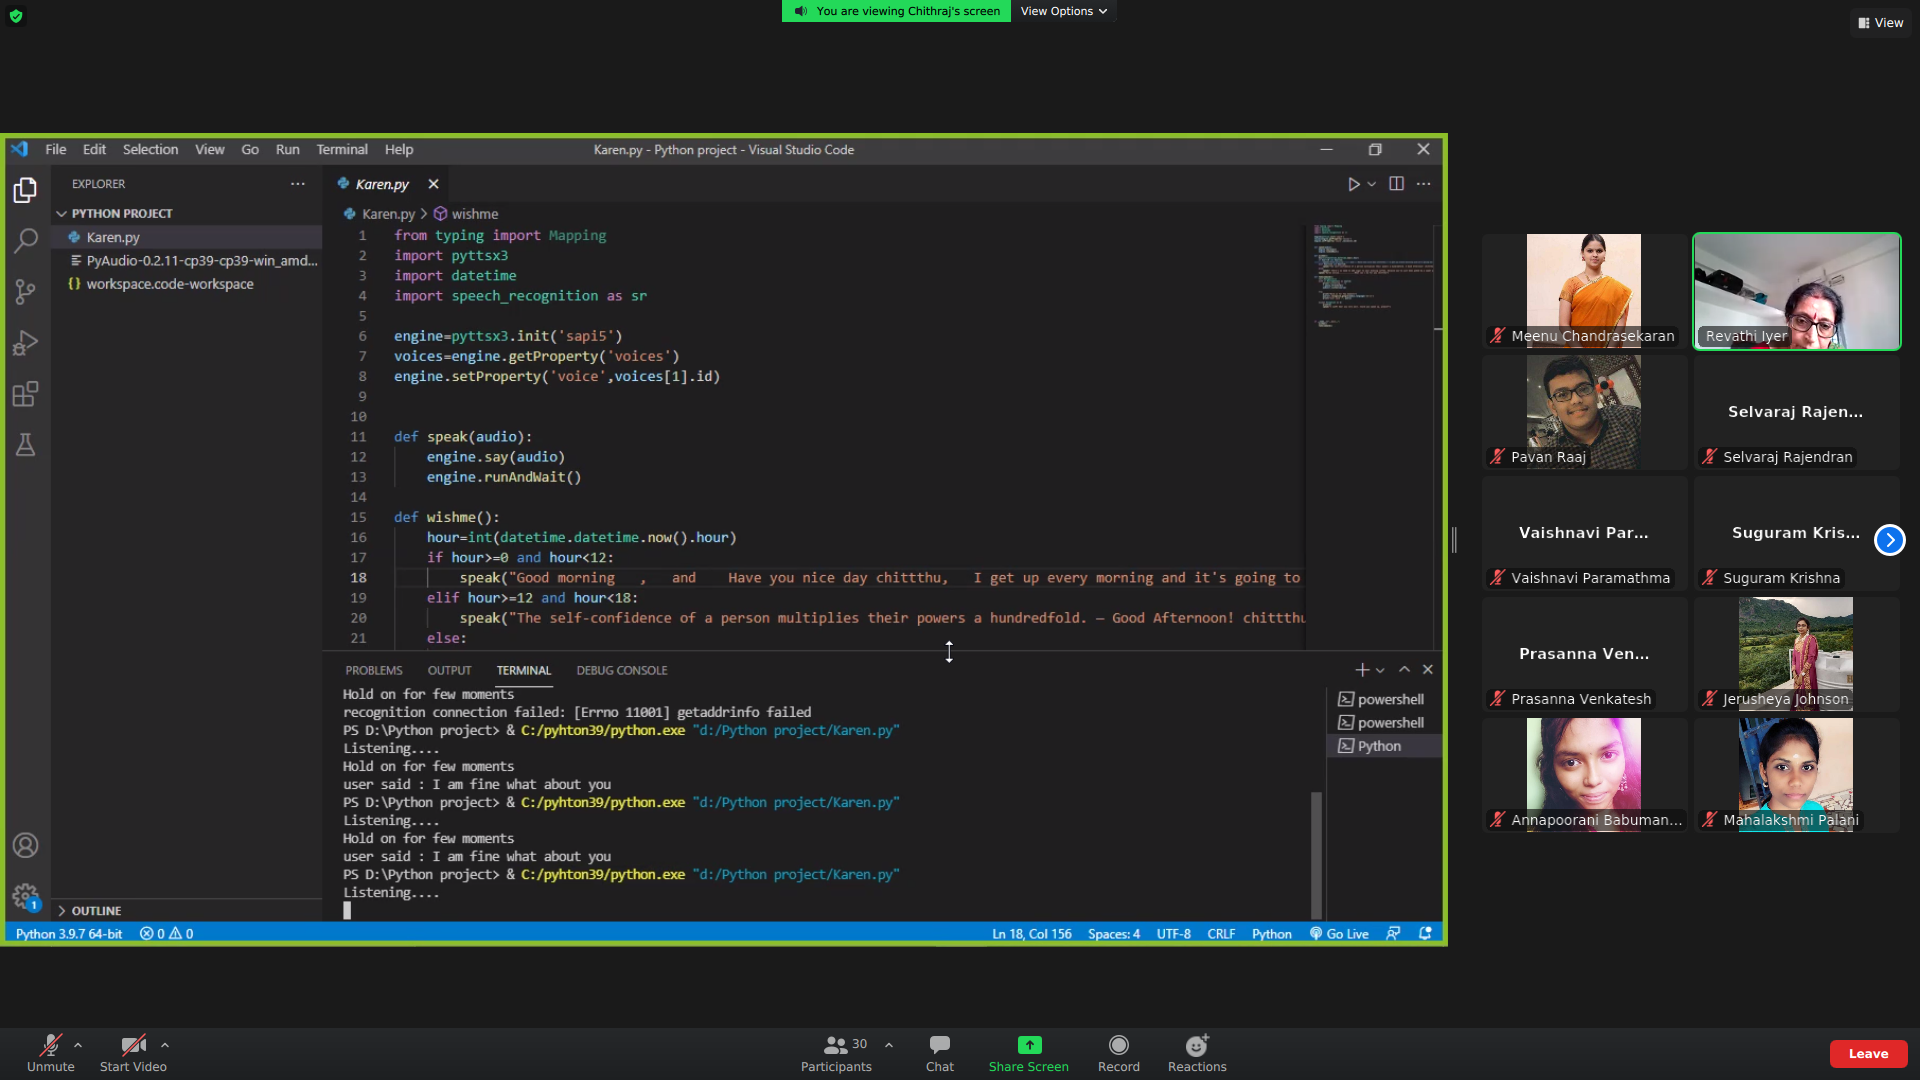 You are viewing Chithraj's screen View Options
View
File Edit Selection View Go Run Terminal Help
Karen.py - Python project - Visual Studio Code
EXPLORER
PYTHON PROJECT
Karen.py
PyAudio-0.2.11-cp39-cp39-win_amd...
workspace.code-workspace
OUTLINE
Karen.py
Karen.py > wishme
1 from typing import Mapping
2 import pyttsx3
3 import datetime
4 import speech_recognition as sr
5
6 engine=pyttsx3.init('sapi5')
7 voices=engine.getProperty('voices')
8 engine.setProperty('voice',voices[1].id)
9
10
11 def speak(audio):
12 engine.say(audio)
13 engine.runAndWait()
14
15 def wishme():
16 hour=int(datetime.datetime.now().hour)
17 if hour>=0 and hour<12:
18 speak("Good morning , and Have you nice day chittthu, I get up every morning and it's going to
19 elif hour>=12 and hour<18:
20 speak("The self-confidence of a person multiplies their powers a hundredfold. — Good Afternoon! chittthu
21 else:
PROBLEMS OUTPUT TERMINAL DEBUG CONSOLE
Hold on for few moments
recognition connection failed: [Errno 11001] getaddrinfo failed
PS D:\Python project> & C:/pyhton39/python.exe "d:/Python project/Karen.py"
Listening....
Hold on for few moments
user said : I am fine what about you
PS D:\Python project> & C:/pyhton39/python.exe "d:/Python project/Karen.py"
Listening....
Hold on for few moments
user said : I am fine what about you
PS D:\Python project> & C:/pyhton39/python.exe "d:/Python project/Karen.py"
Listening....
powershell
powershell
Python
1
Python 3.9.7 64-bit 0 0 Ln 18, Col 156 Spaces: 4 UTF-8 CRLF Python Go Live
Meenu Chandrasekaran
Revathi Iyer
Pavan Raaj
Selvaraj Rajen...
Selvaraj Rajendran
Vaishnavi Par...
Vaishnavi Paramathma
Suguram Kris...
Suguram Krishna
Prasanna Ven...
Prasanna Venkatesh
Jerusheya Johnson
Annapoorani Babuman...
Mahalakshmi Palani
Unmute
Start Video
30
Participants
Chat
Share Screen
Record
Reactions
Leave